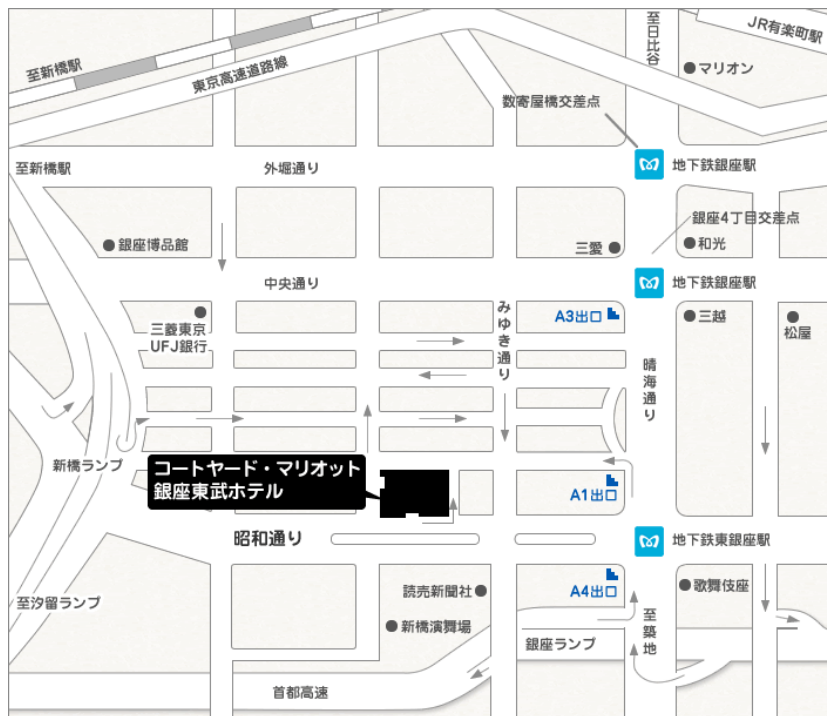 至日比谷
JR有楽町駅
至新橋駅
東京高速道路線
マリオン
数寄屋橋交差点
至新橋駅
外堀通り
地下鉄銀座駅
銀座4丁目交差点
銀座博品館
三愛
和光
中央通り
地下鉄銀座駅
みゆき通り
A3出口
三越
松屋
三菱東京
UFJ銀行
晴海通り
新橋ランプ
コートヤード・マリオット
銀座東武ホテル
A1出口
昭和通り
地下鉄東銀座駅
読売新聞社
A4出口
歌舞伎座
至汐留ランプ
新橋演舞場
至築地
銀座ランプ
首都高速